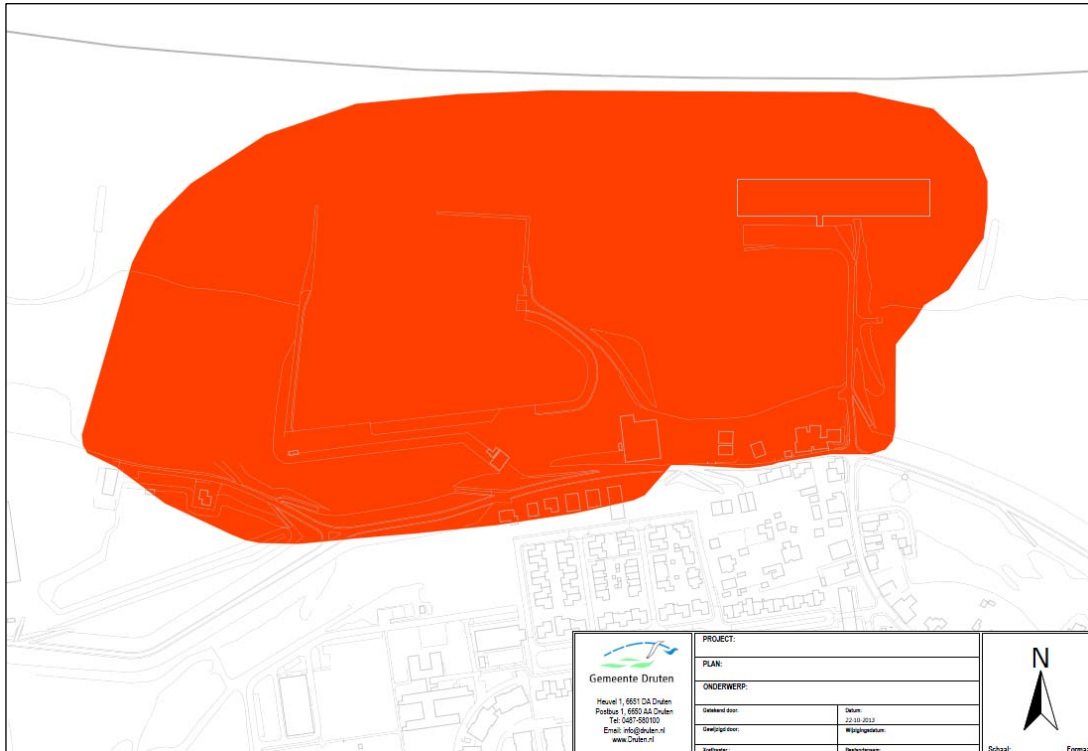 Gemeente Druten
Heuvel 1, 6651 DA Druten
Postbus 1, 6650 AA Druten
Tel: 0487-580100
Email: info@druten.nl
www.Druten.nl
PROJECT:
PLAN:
ONDERWERP:
Getekend door:
Datum:
22-10-2013
Gewijzigd door:
Wijzigingsdatum:
Bestandsnaam:
N
Schaal: